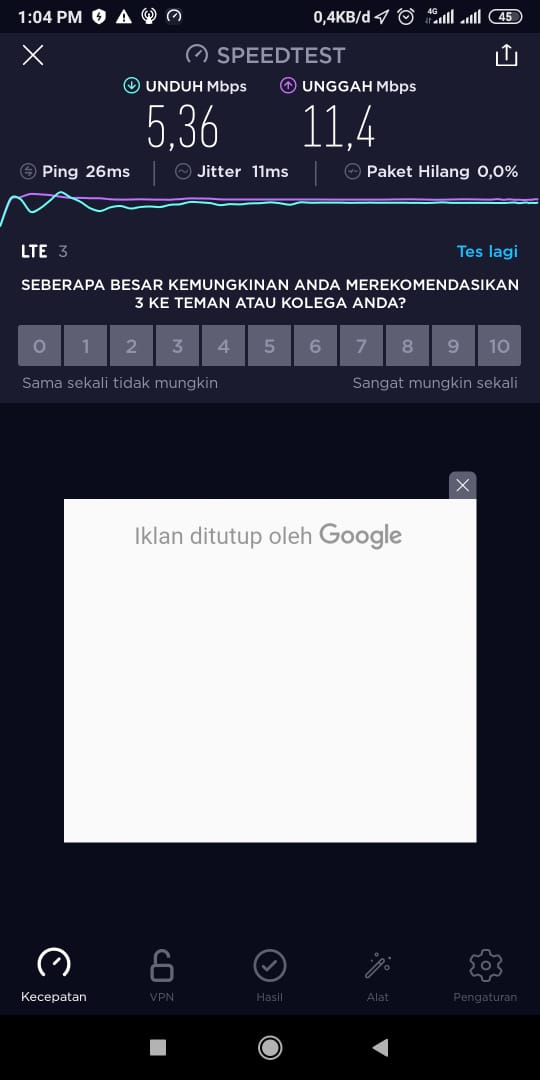 1:04 PM 0,4KB/d 4G 45
SPEEDTEST
UNDUH Mbps UNGGAH Mbps
5,36 11,4
Ping 26ms Jitter 11ms Paket Hilang 0,0%
LTE 3 Tes lagi
SEBERAPA BESAR KEMUNGKINAN ANDA MEREKOMENDASIKAN
3 KE TEMAN ATAU KOLEGA ANDA?
0 1 2 3 4 5 6 7 8 9 10
Sama sekali tidak mungkin Sangat mungkin sekali
Iklan ditutup oleh Google
Kecepatan VPN Hasil Alat Pengaturan